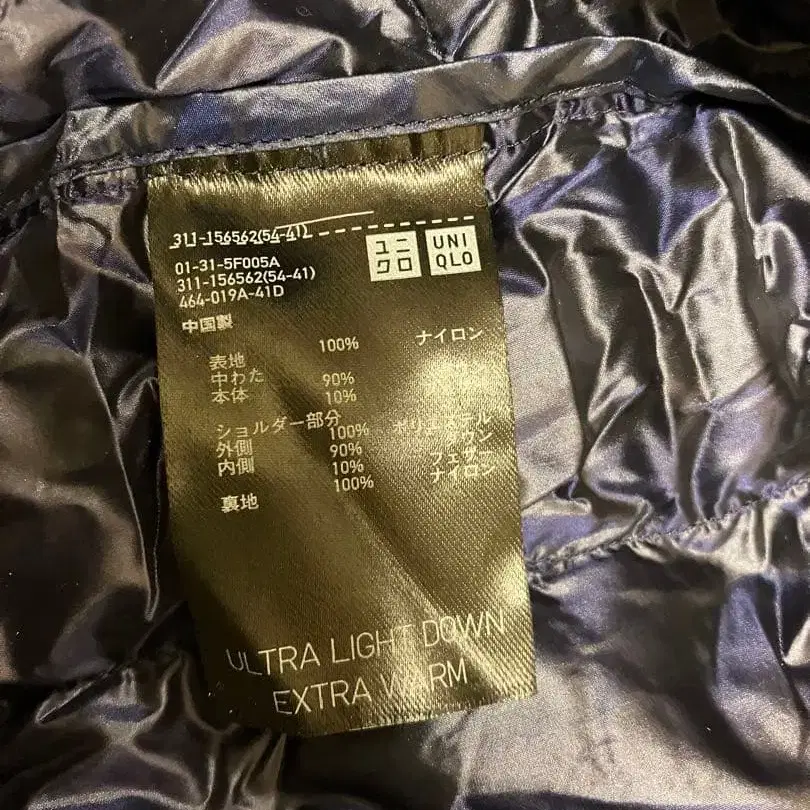 311-156562(54-41)
ユニクロ
UNIQLO
01-31-5F005A
311-156562(54-41)
464-019A-41D
中国製
表地 100% ナイロン
中わた
本体 90%
10%
ショルダー部分
外側 100% ポリエステル
内側 90% ウン
10% フェザー
裏地 100% ナイロン
ULTRA LIGHT DOWN
EXTRA WARM